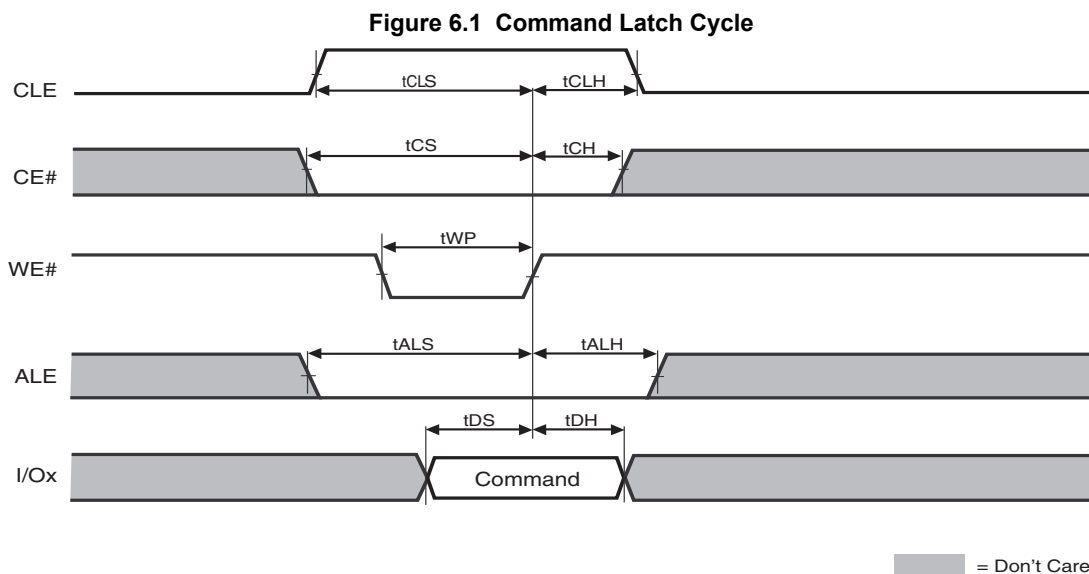 Figure 6.1 Command Latch Cycle
CLE
tCLS
tCLH
CE#
tCS
tCH
WE#
tWP
ALE
tALS
tALH
I/Ox
tDS
tDH
Command
= Don't Care